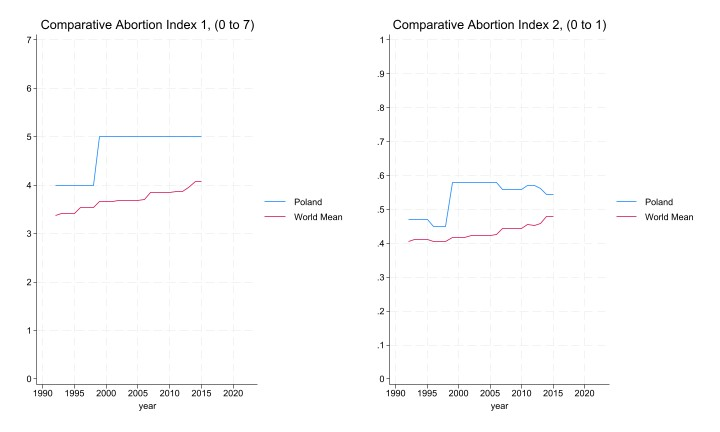 Comparative Abortion Index 1, (0 to 7)
7
6
5
4
3
2
1
0
1990 1995 2000 2005 2010 2015 2020
year
Poland
World Mean
Comparative Abortion Index 2, (0 to 1)
1
.9
.8
.7
.6
.5
.4
.3
.2
.1
0
1990 1995 2000 2005 2010 2015 2020
year
Poland
World Mean